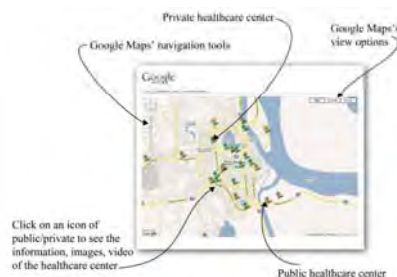 Private healthcare center
Google Maps'
view options
Google Maps' navigation tools
Google
Click on an icon of
public/private to see the
information, images, video
of the healthcare center
Public healthcare center